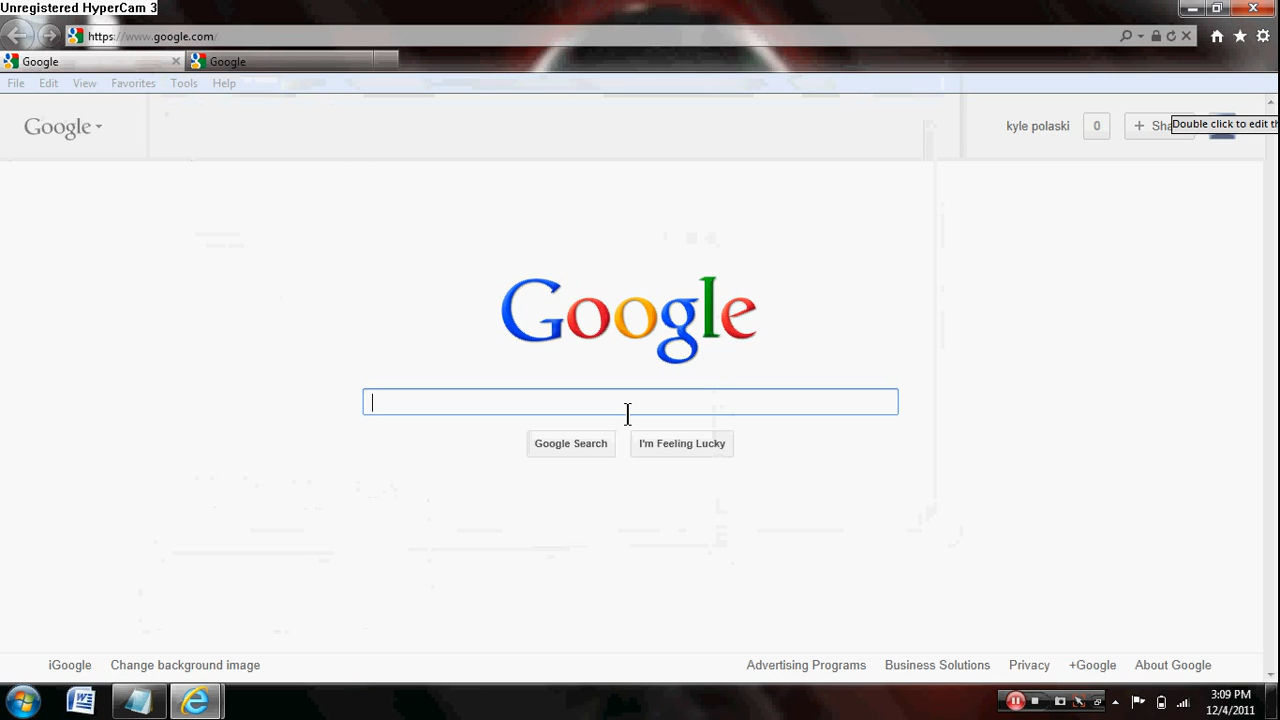 Unregistered HyperCam 3
https://www.google.com/
Google
Google
File Edit View Favorites Tools Help
Google
kyle polaski 0 + Sha
Double click to edit th
Google
Google Search I'm Feeling Lucky
iGoogle Change background image Advertising Programs Business Solutions Privacy +Google About Google
3:09 PM
12/4/2011